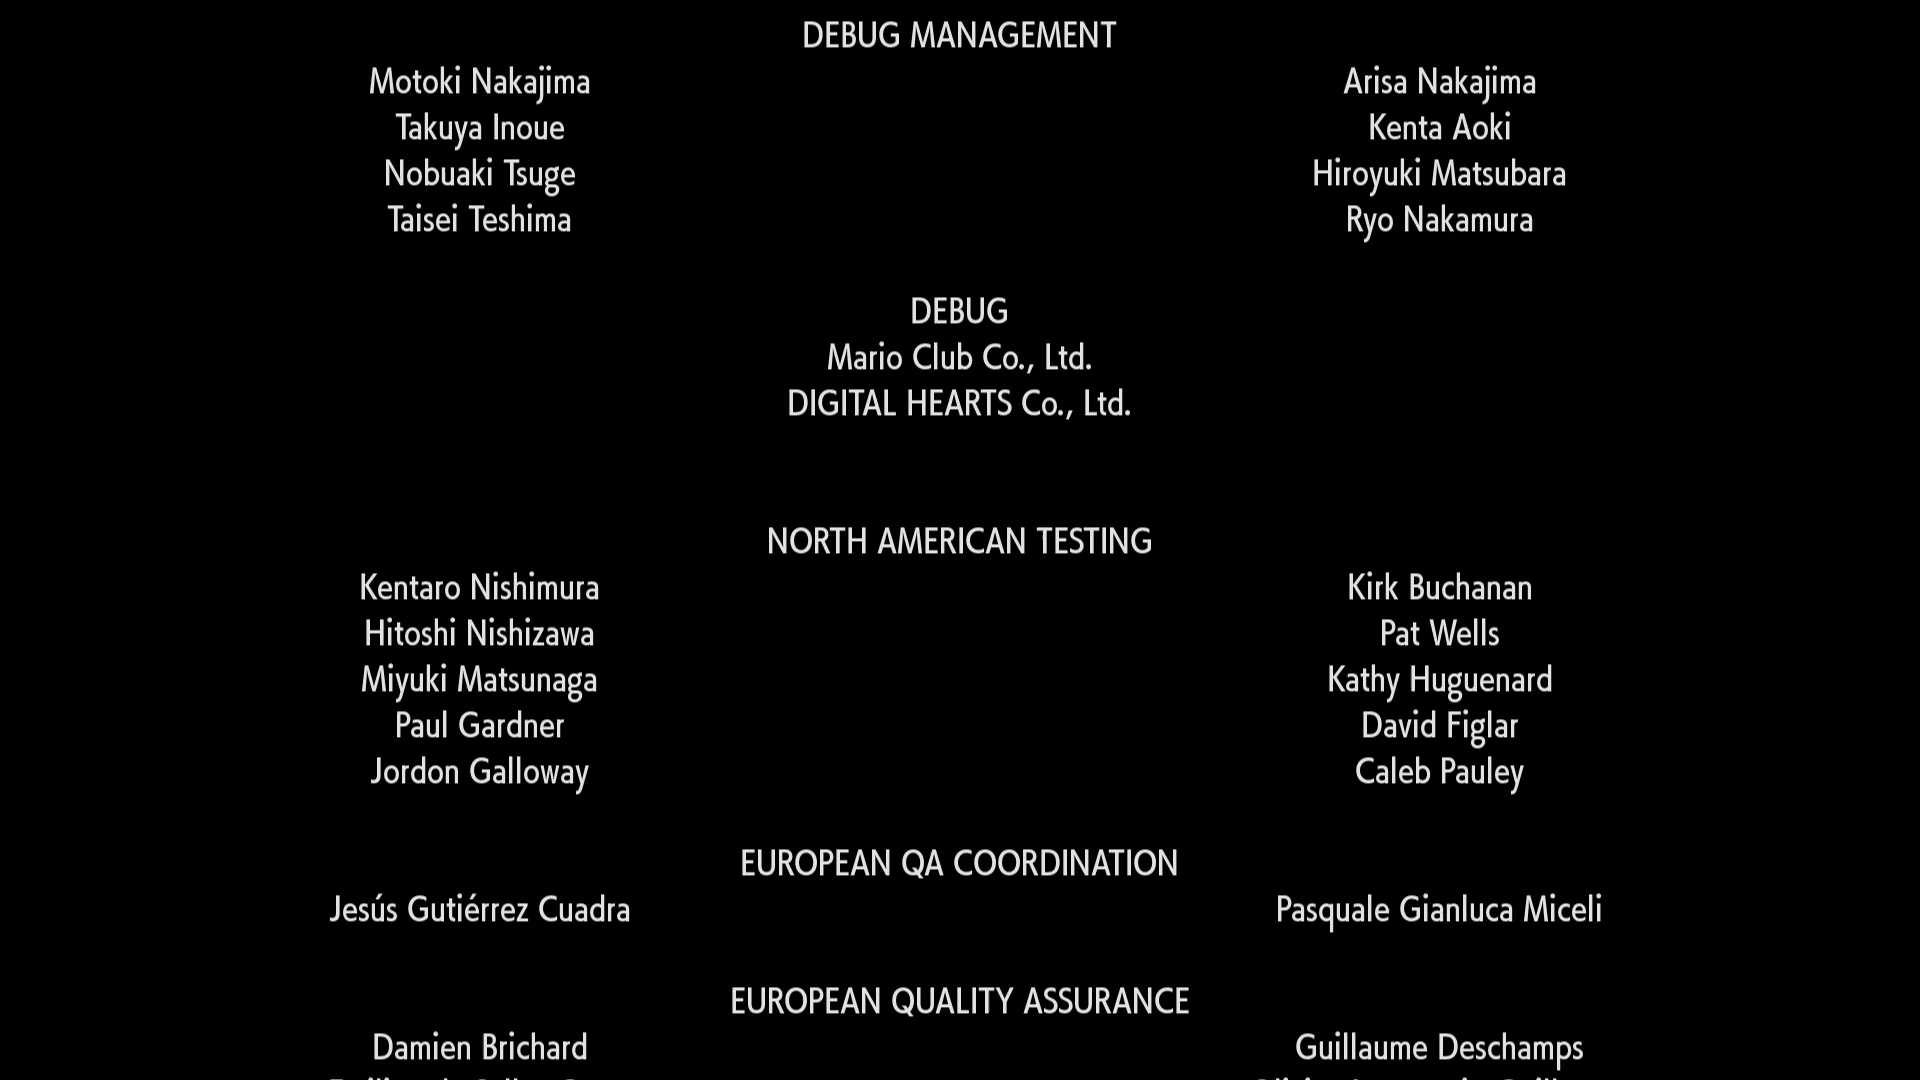 DEBUG MANAGEMENT
Motoki Nakajima Arisa Nakajima
Takuya Inoue Kenta Aoki
Nobuaki Tsuge Hiroyuki Matsubara
Taisei Teshima Ryo Nakamura
DEBUG
Mario Club Co., Ltd.
DIGITAL HEARTS Co., Ltd.
NORTH AMERICAN TESTING
Kentaro Nishimura Kirk Buchanan
Hitoshi Nishizawa Pat Wells
Miyuki Matsunaga Kathy Huguenard
Paul Gardner David Figlar
Jordon Galloway Caleb Pauley
EUROPEAN QA COORDINATION
Jesús Gutiérrez Cuadra Pasquale Gianluca Miceli
EUROPEAN QUALITY ASSURANCE
Damien Brichard Guillaume Deschamps